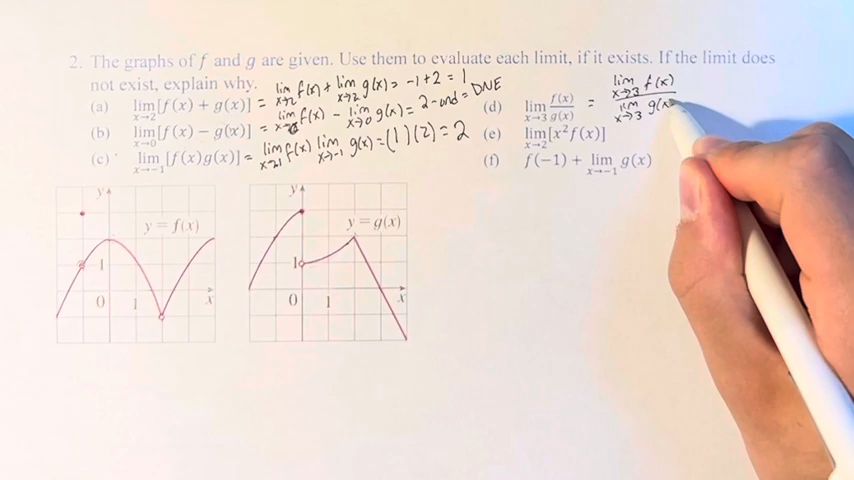 2. The graphs of f and g are given. Use them to evaluate each limit, if it exists. If the limit does
not exist, explain why.
(a) lim x→2 [f(x) + g(x)] = lim x→2 f(x) + lim x→2 g(x) = -1+2 = 1
(b) lim x→0 [f(x) − g(x)] = lim f(x) - lim x→0 g(x) = 2-und = DNE
(c) lim x→−1 [f(x)g(x)] = lim f(x) lim x→-1 g(x) = (1)(2) = 2
(d) lim x→3 f(x)/g(x) = lim x→3 f(x) / lim x→3 g(x
(e) lim x→2 [x²f(x)]
(f) f(−1) + lim x→−1 g(x)
y
y = f(x)
1
0 1 x
y
y = g(x)
1
0 1 x